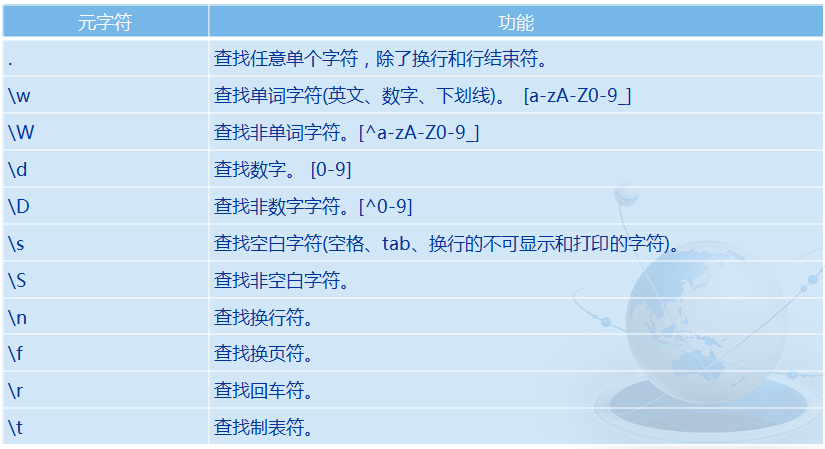 元字符 功能
. 查找任意单个字符，除了换行和行结束符。
\w 查找单词字符(英文、数字、下划线)。 [a-zA-Z0-9_]
\W 查找非单词字符。[^a-zA-Z0-9_]
\d 查找数字。 [0-9]
\D 查找非数字字符。[^0-9]
\s 查找空白字符(空格、tab、换行的不可显示和打印的字符)。
\S 查找非空白字符。
\n 查找换行符。
\f 查找换页符。
\r 查找回车符。
\t 查找制表符。